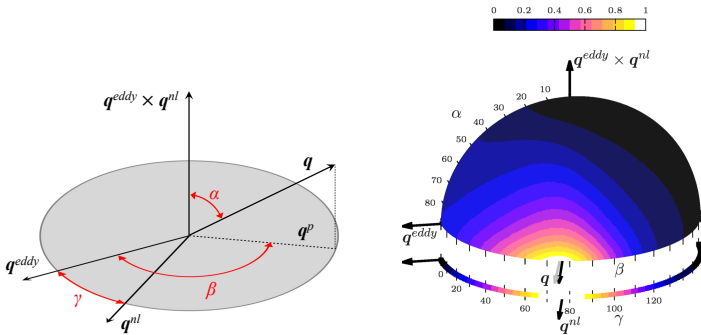 q^eddy × q^nl
q
α
q^p
q^eddy
β
γ
q^nl
0 0.2 0.4 0.6 0.8 1
q^eddy × q^nl
10
20
30
α
40
50
60
70
80
q^eddy
q
β
0
20
40
60
80
100
120
q^nl
γ